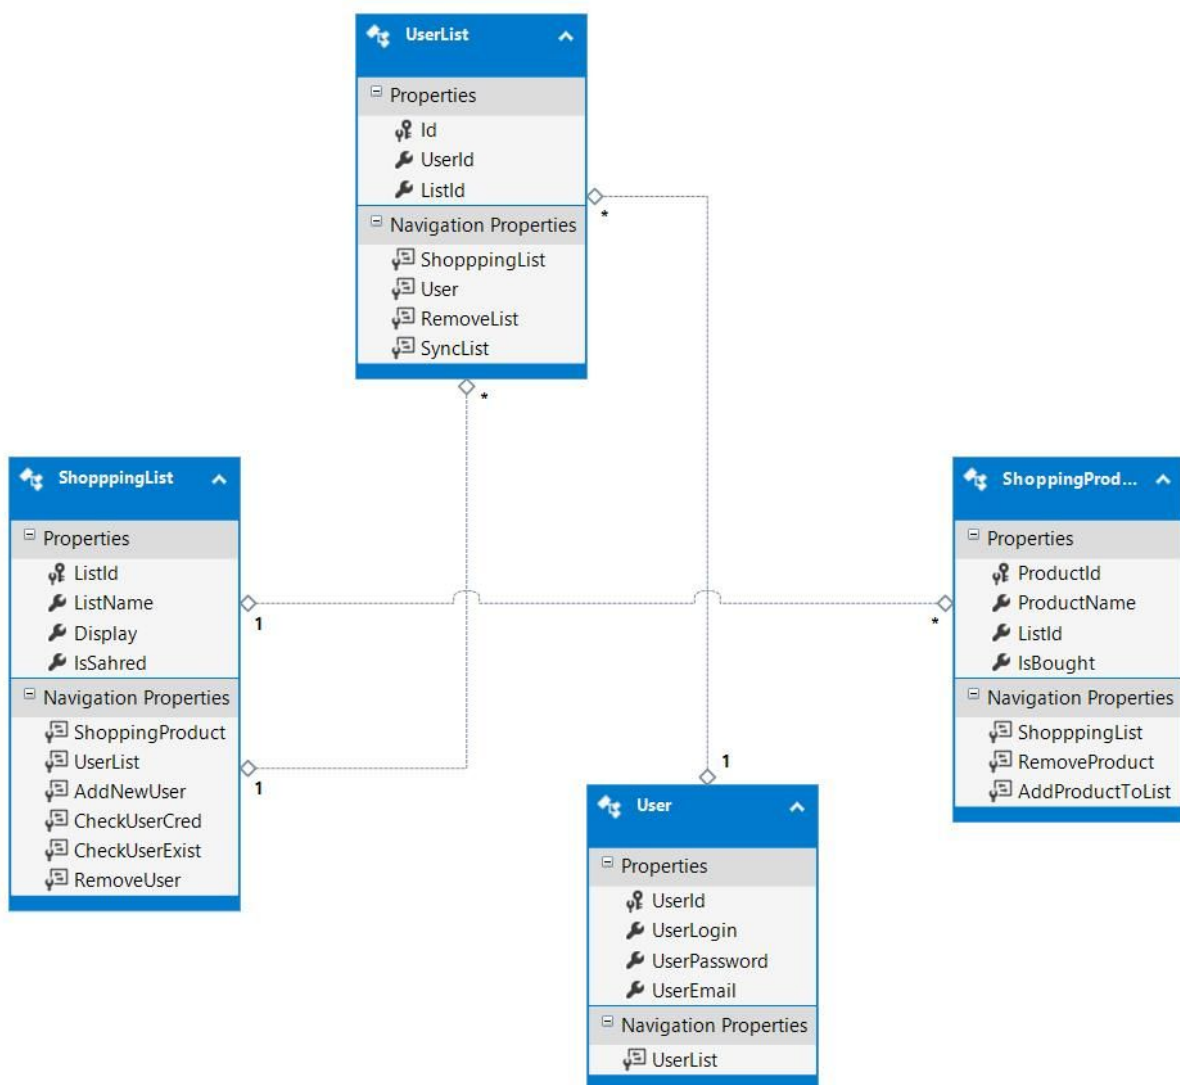 UserList
Properties
Id
UserId
ListId
Navigation Properties
ShopppingList
User
RemoveList
SyncList
*
*
ShopppingList
Properties
ListId
ListName
Display
IsSahred
Navigation Properties
ShoppingProduct
UserList
AddNewUser
CheckUserCred
CheckUserExist
RemoveUser
1
1
ShoppingProd...
Properties
ProductId
ProductName
ListId
IsBought
Navigation Properties
ShopppingList
RemoveProduct
AddProductToList
*
1
User
Properties
UserId
UserLogin
UserPassword
UserEmail
Navigation Properties
UserList